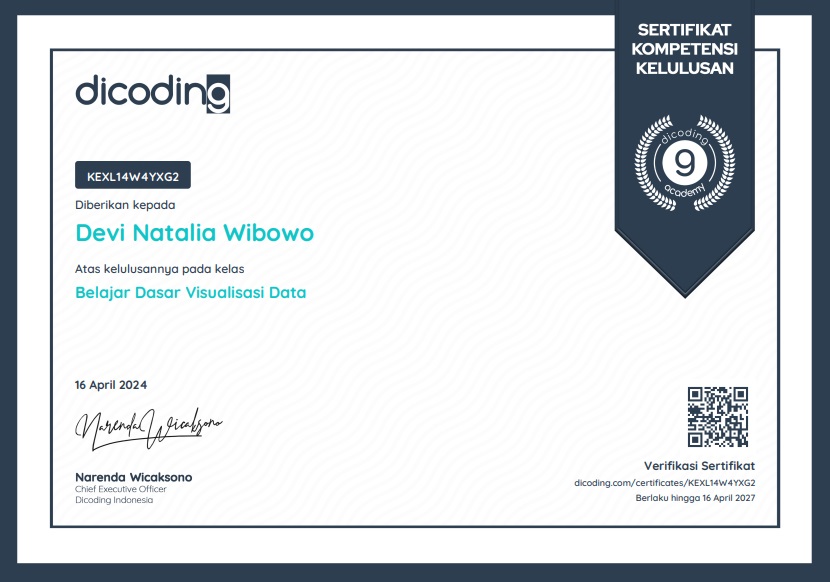 SERTIFIKAT
KOMPETENSI
KELULUSAN
dicoding
dicoding
9
academy
KEXL14W4YXG2
Diberikan kepada
Devi Natalia Wibowo
Atas kelulusannya pada kelas
Belajar Dasar Visualisasi Data
16 April 2024
Narenda Wicaksono
Narenda Wicaksono
Chief Executive Officer
Dicoding Indonesia
Verifikasi Sertifikat
dicoding.com/certificates/KEXL14W4YXG2
Berlaku hingga 16 April 2027